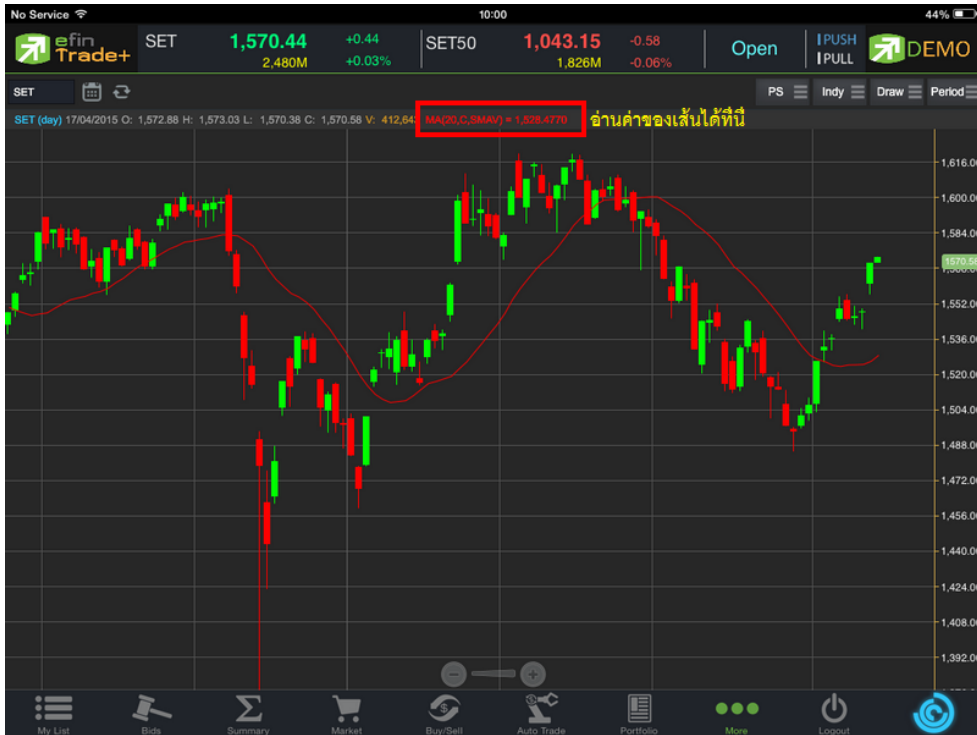 No Service 10:00 44%
efin Trade+ SET 1,570.44 +0.44 SET50 1,043.15 -0.58 Open PUSH DEMO
2,480M +0.03% 1,826M -0.06% PULL
SET PS Indy Draw Period
SET (day) 17/04/2015 O: 1,572.88 H: 1,573.03 L: 1,570.38 C: 1,570.58 V: 412,64 MA(20,C,SMAV) = 1,528.4770 อ่านค่าของเส้นได้ที่นี่
1,616.0
1,600.0
1,584.0
1570.58
1,552.0
1,536.0
1,520.0
1,504.0
1,488.0
1,472.0
1,456.0
1,440.0
1,424.0
1,408.0
1,392.0
My List Bids Summary Market Buy/Sell Auto Trade Portfolio More Logout